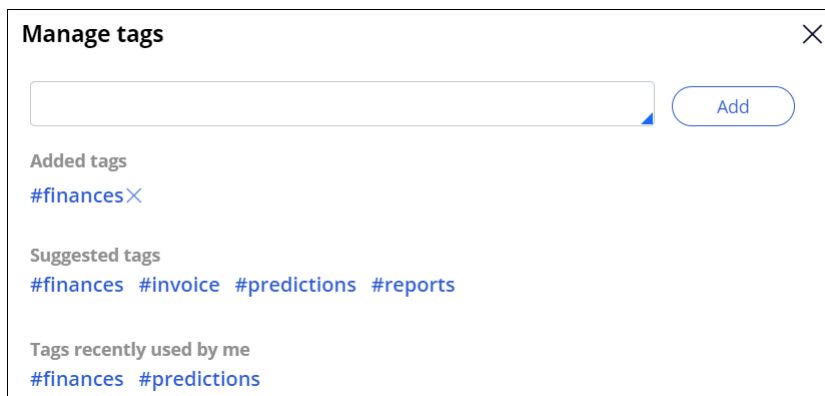 Manage tags
Add
Added tags
#finances
Suggested tags
#finances #invoice #predictions #reports
Tags recently used by me
#finances #predictions